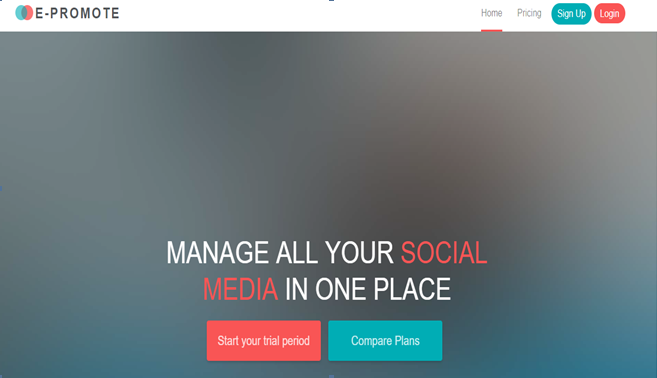 E-PROMOTE
Home Pricing Sign Up Login
MANAGE ALL YOUR SOCIAL
MEDIA IN ONE PLACE
Start your trial period Compare Plans